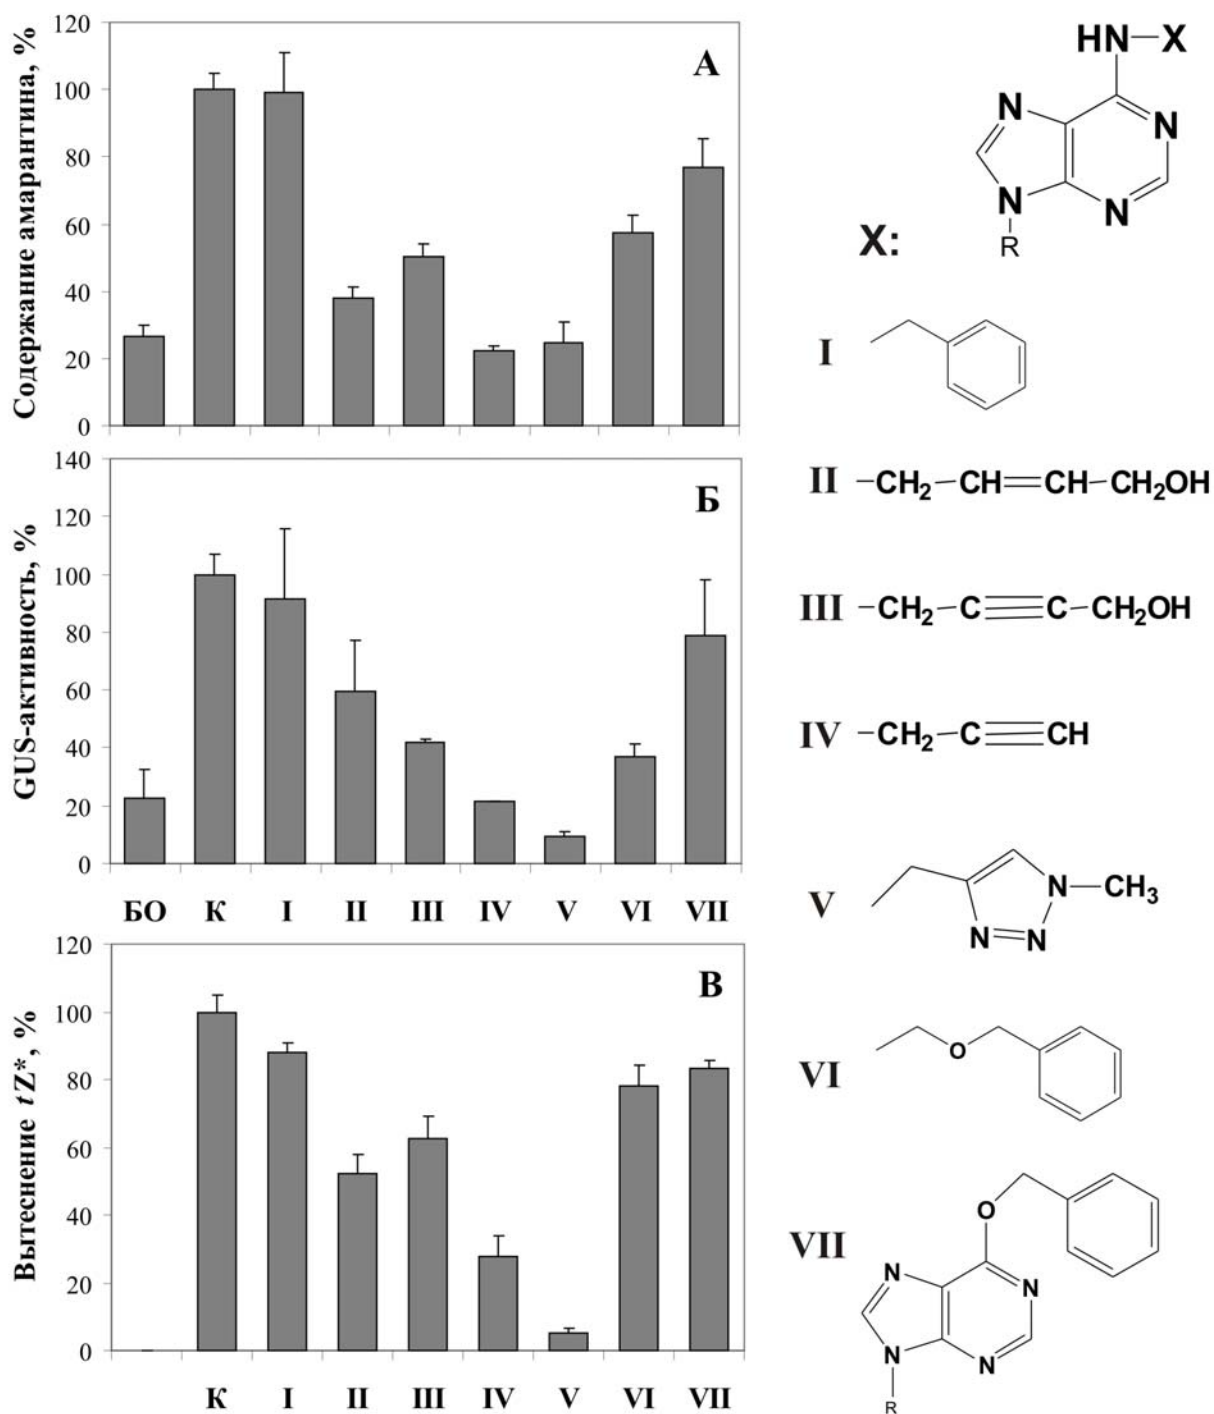 Содержание амарантина, %
120
100
80
60
40
20
0
А
GUS-активность, %
140
120
100
80
60
40
20
0
Б
БО К I II III IV V VI VII
Вытеснение tZ*, %
120
100
80
60
40
20
0
В
К I II III IV V VI VII
HN—X
N
N
N
N
R
X:
I
II –CH2–CH=CH–CH2OH
III –CH2–C≡C–CH2OH
IV –CH2–C≡CH
V
N—CH3
N=N
VI
O
VII
O
N
N
N
N
R